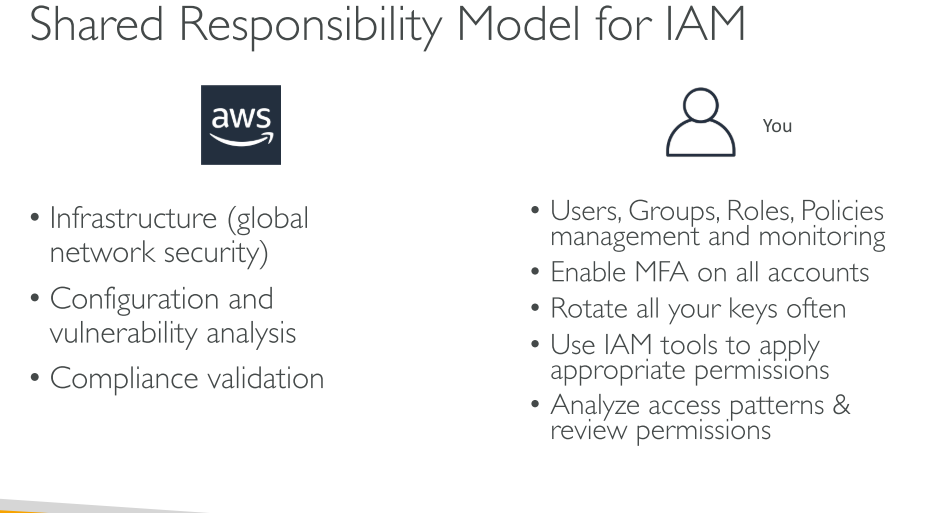 Shared Responsibility Model for IAM
aws
• Infrastructure (global
network security)
• Configuration and
vulnerability analysis
• Compliance validation
You
• Users, Groups, Roles, Policies
management and monitoring
• Enable MFA on all accounts
• Rotate all your keys often
• Use IAM tools to apply
appropriate permissions
• Analyze access patterns &
review permissions